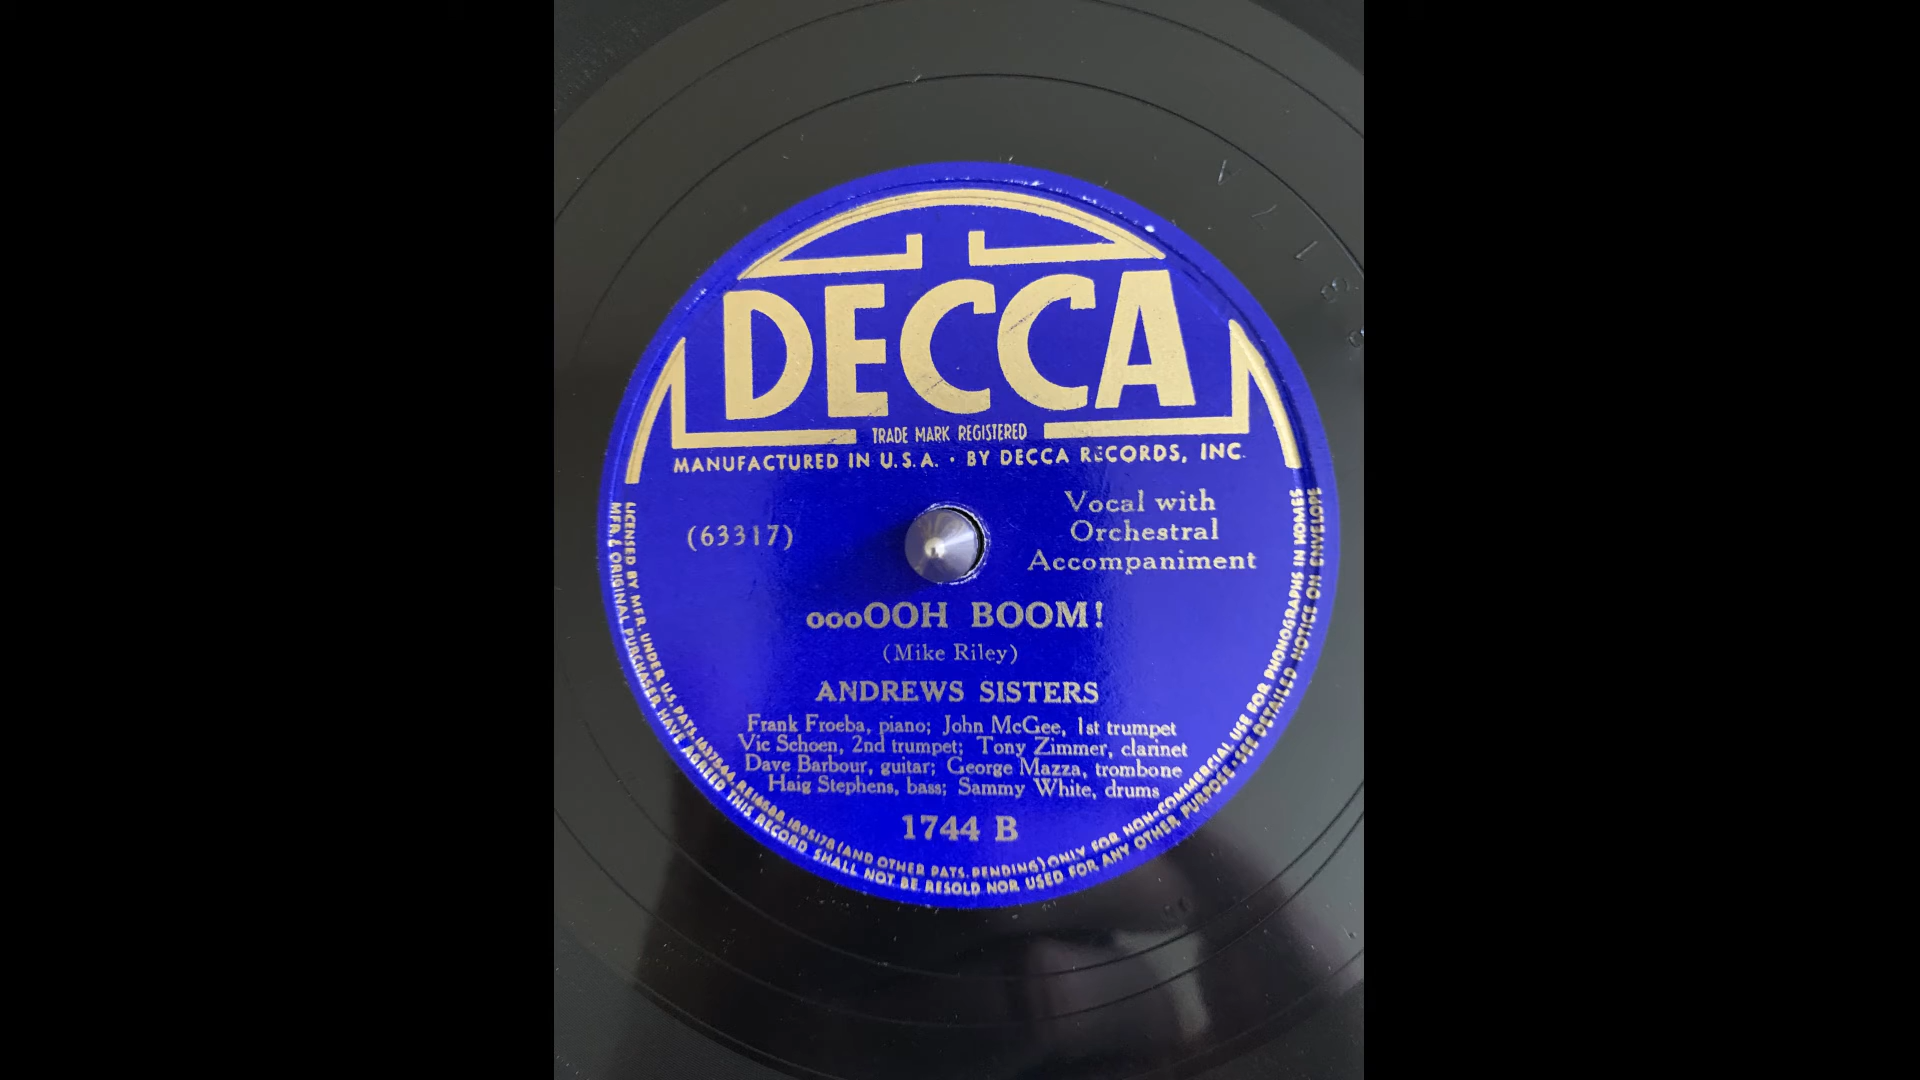 DECCA
TRADE MARK REGISTERED
MANUFACTURED IN U.S.A. · BY DECCA RECORDS, INC.
(63317)
Vocal with
Orchestral
Accompaniment
oooOOH BOOM!
(Mike Riley)
ANDREWS SISTERS
Frank Froeba, piano; John McGee, 1st trumpet
Vic Schoen, 2nd trumpet; Tony Zimmer, clarinet
Dave Barbour, guitar; George Mazza, trombone
Haig Stephens, bass; Sammy White, drums
1744 B
LICENSED BY MFR. UNDER U.S. PATS. 1637544, RE16588, 1895178 (AND OTHER PATS. PENDING) ONLY FOR NON-COMMERCIAL USE FOR PHONOGRAPHS IN HOMES
MFR. & ORIGINAL PURCHASER HAVE AGREED THIS RECORD SHALL NOT BE RESOLD NOR USED FOR ANY OTHER PURPOSE · SEE DETAILED NOTICE ON ENVELOPE